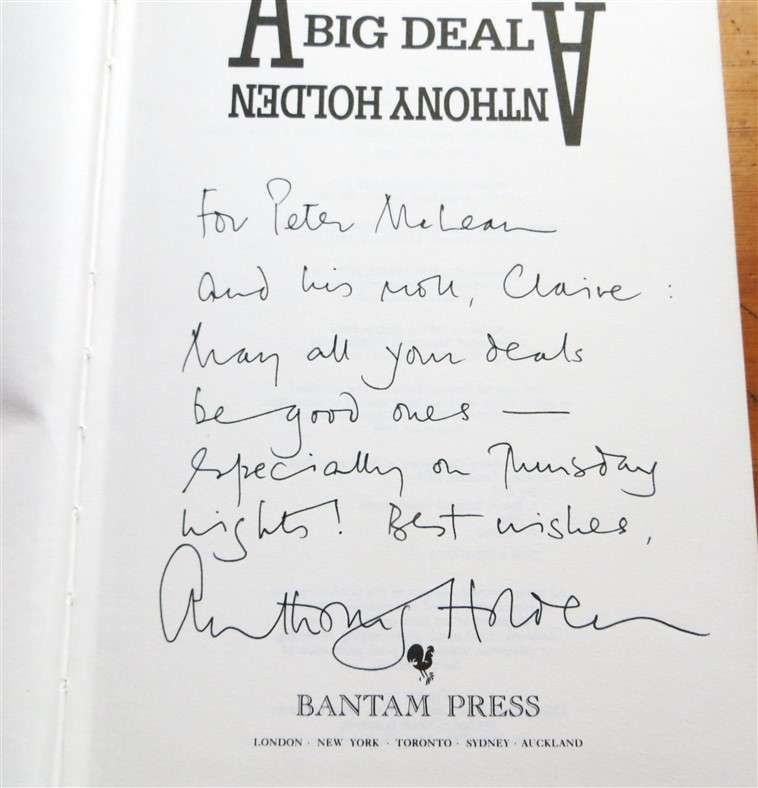 A BIG DEAL
ANTHONY HOLDEN
For Peter McLean
and his moll, Claire :
May all your deals
be good ones —
especially on Thursday
nights! Best wishes,
Anthony Holden
BANTAM PRESS
LONDON · NEW YORK · TORONTO · SYDNEY · AUCKLAND